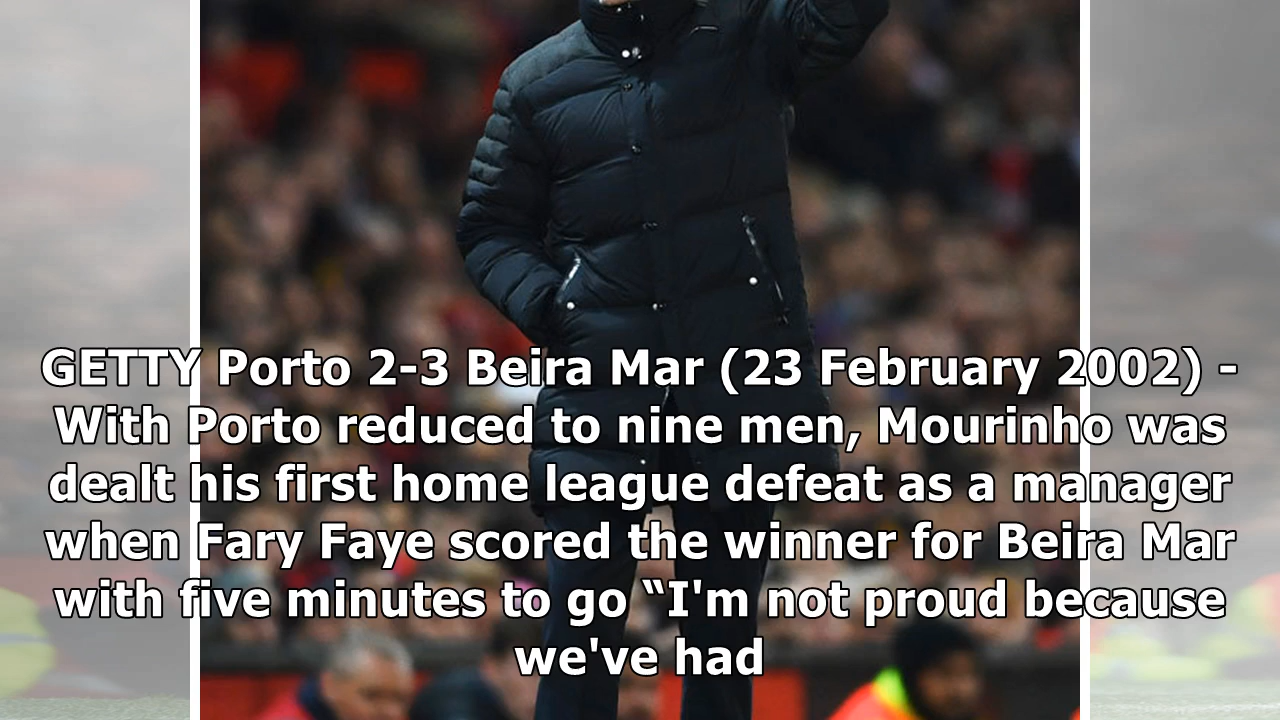 GETTY Porto 2-3 Beira Mar (23 February 2002) -
With Porto reduced to nine men, Mourinho was
dealt his first home league defeat as a manager
when Fary Faye scored the winner for Beira Mar
with five minutes to go “I'm not proud because
we've had